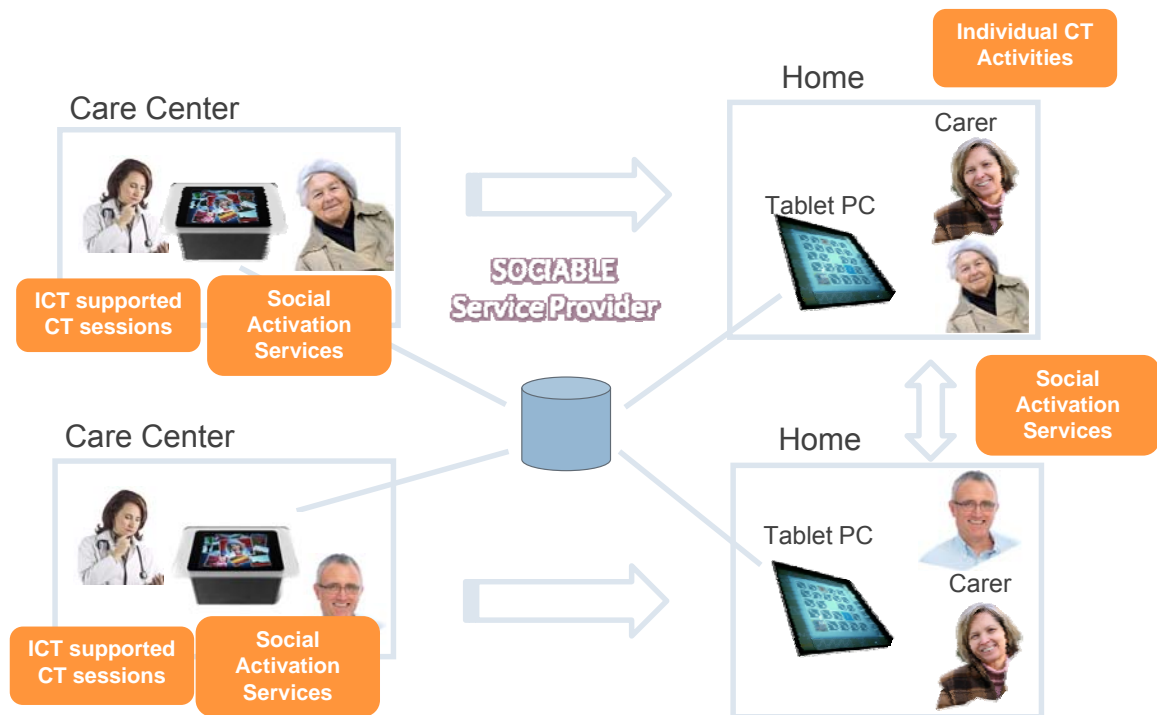 Individual CT
Activities
Home
Care Center
Carer
Tablet PC
SOCIABLE
Service Provider
ICT supported
CT sessions
Social
Activation
Services
Social
Activation
Services
Care Center
Home
Tablet PC
Carer
ICT supported
CT sessions
Social
Activation
Services